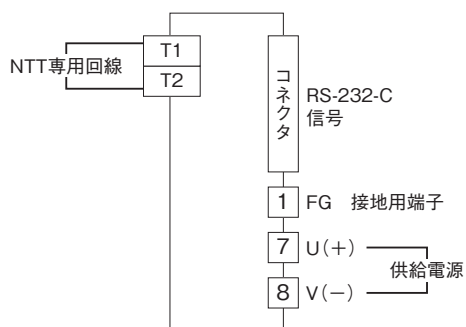 NTT専用回線
T1
T2
コネクタ
RS-232-C
信号
1
FG 接地用端子
7
U(+)
8
V(−)
供給電源